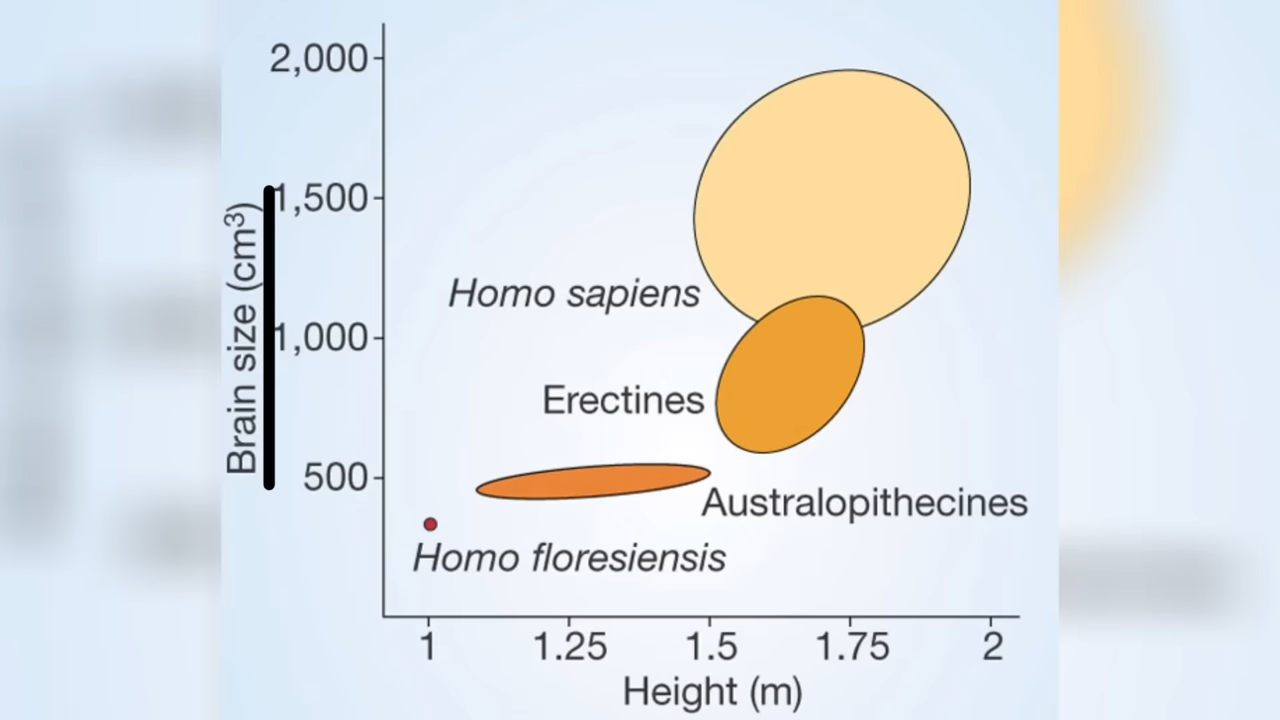 2,000
1,500
1,000
500
Brain size (cm³)
Homo sapiens
Erectines
Australopithecines
Homo floresiensis
1 1.25 1.5 1.75 2
Height (m)